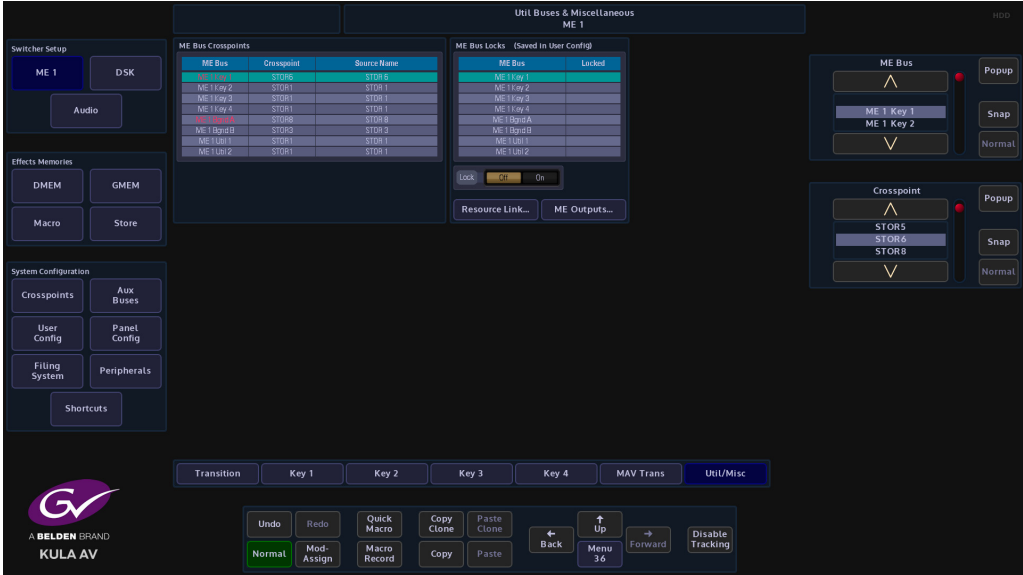 Util Buses & Miscellaneous
ME 1
HDD
Switcher Setup
ME 1
DSK
Audio
Effects Memories
DMEM
GMEM
Macro
Store
System Configuration
Crosspoints
Aux
Buses
User
Config
Panel
Config
Filing
System
Peripherals
Shortcuts
ME Bus Crosspoints
ME Bus Crosspoint Source Name
ME 1 Key 1 STOR6 STOR 6
ME 1 Key 2 STOR1 STOR 1
ME 1 Key 3 STOR1 STOR 1
ME 1 Key 4 STOR1 STOR 1
ME 1 Bgnd A STOR8 STOR 8
ME 1 Bgnd B STOR3 STOR 3
ME 1 Util 1 STOR1 STOR 1
ME 1 Util 2 STOR1 STOR 1
ME Bus Locks (Saved in User Config)
ME Bus Locked
ME 1 Key 1
ME 1 Key 2
ME 1 Key 3
ME 1 Key 4
ME 1 Bgnd A
ME 1 Bgnd B
ME 1 Util 1
ME 1 Util 2
Lock Off On
Resource Link... ME Outputs...
ME Bus
ME 1 Key 1
ME 1 Key 2
Popup
Snap
Normal
Crosspoint
STOR5
STOR6
STOR8
Popup
Snap
Normal
Transition Key 1 Key 2 Key 3 Key 4 MAV Trans Util/Misc
GV
A BELDEN BRAND
KULA AV
Undo
Redo
Normal
Mod-
Assign
Quick
Macro
Macro
Record
Copy
Clone
Paste
Clone
Copy
Paste
Back
Up
Menu
36
Forward
Disable
Tracking